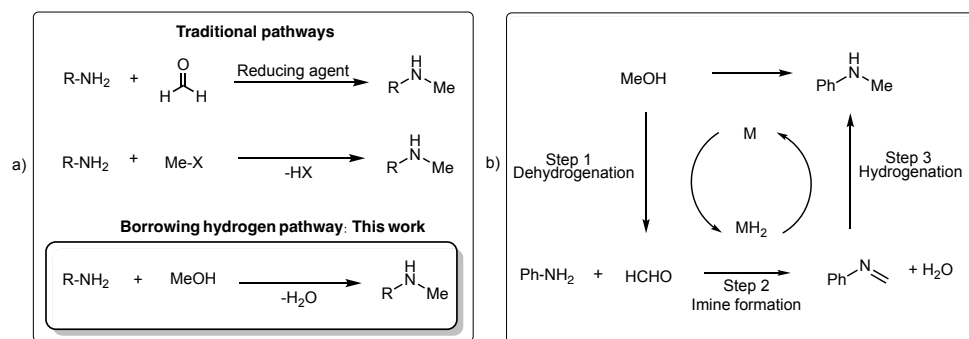 a)
Traditional pathways
R-NH2 + O H H Reducing agent R H N Me
R-NH2 + Me-X -HX R H N Me
Borrowing hydrogen pathway: This work
R-NH2 + MeOH -H2O R H N Me
b)
MeOH Ph H N Me
M
Step 1
Dehydrogenation
Step 3
Hydrogenation
MH2
Ph-NH2 + HCHO Ph N + H2O
Step 2
Imine formation